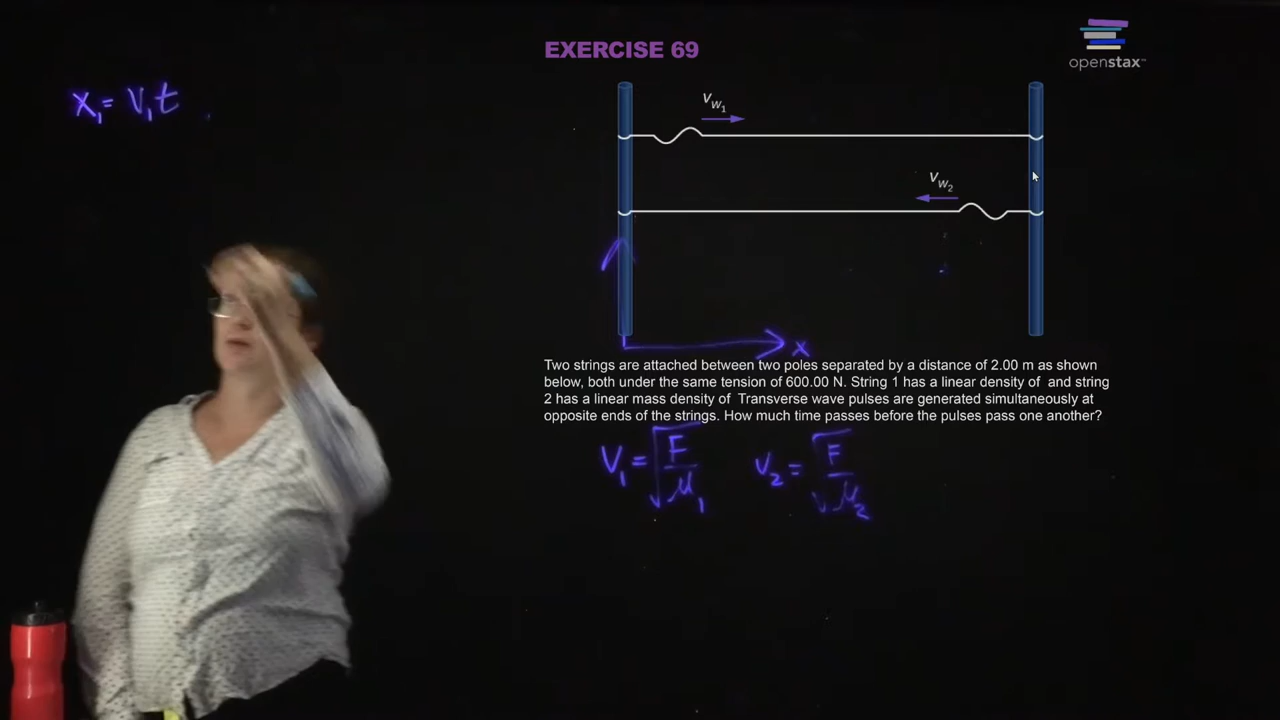 EXERCISE 69
openstax™
x₁ = v₁t
V_W₁
V_W₂
x
Two strings are attached between two poles separated by a distance of 2.00 m as shown
below, both under the same tension of 600.00 N. String 1 has a linear density of and string
2 has a linear mass density of Transverse wave pulses are generated simultaneously at
opposite ends of the strings. How much time passes before the pulses pass one another?
V₁ = √(F/μ₁) V₂ = √(F/μ₂)